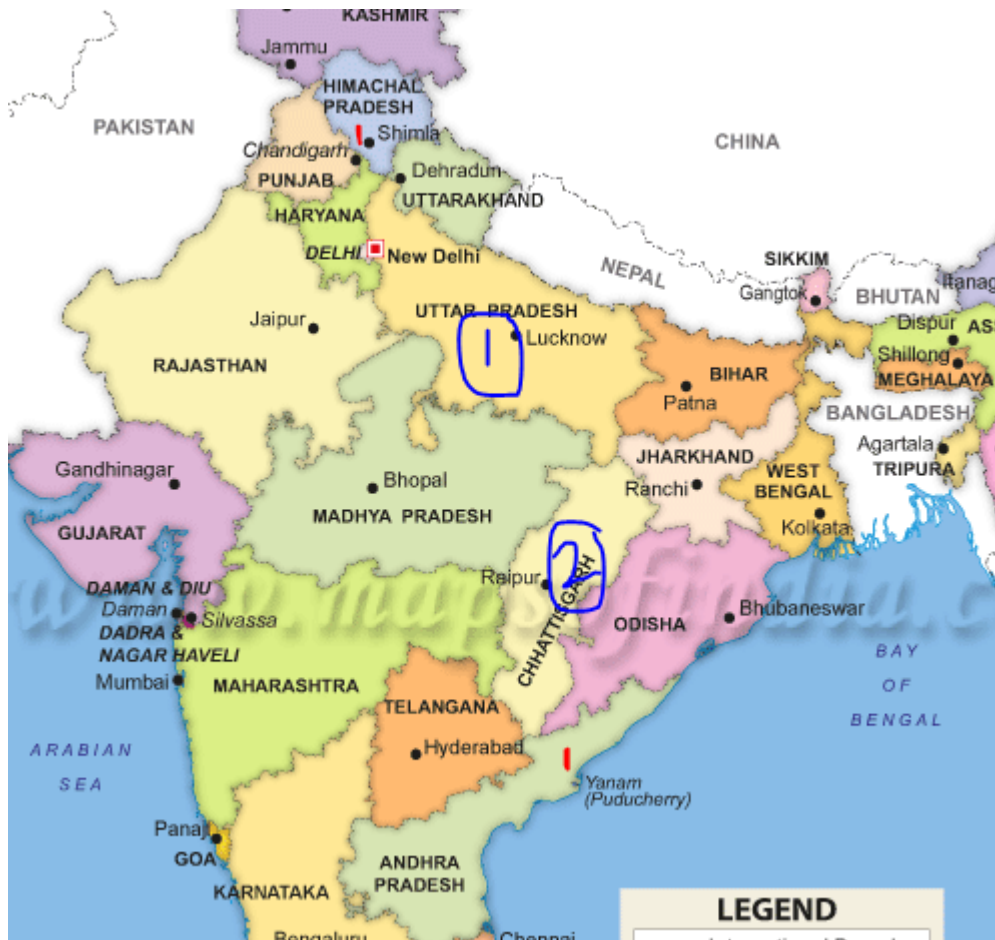 KASHMIR
Jammu
HIMACHAL
PRADESH
PAKISTAN
Shimla
CHINA
Chandigarh
PUNJAB
Dehradun
UTTARAKHAND
HARYANA
DELHI
New Delhi
NEPAL
SIKKIM
Gangtok
BHUTAN
Itanag
UTTAR PRADESH
Jaipur
1
Lucknow
Dispur
AS
RAJASTHAN
Shillong
BIHAR
MEGHALAYA
Patna
BANGLADESH
Agartala
JHARKHAND
TRIPURA
Gandhinagar
Bhopal
Ranchi
WEST
BENGAL
MADHYA PRADESH
GUJARAT
Kolkata
2
Raipur
CHHATTISGARH
DAMAN & DIU
Daman
Silvassa
www.mapsofindia.c
Bhubaneswar
ODISHA
DADRA &
NAGAR HAVELI
Mumbai
MAHARASHTRA
BAY
OF
BENGAL
TELANGANA
Hyderabad
ARABIAN
SEA
Yanam
(Puducherry)
Panaji
GOA
ANDHRA
PRADESH
KARNATAKA
LEGEND
Bengaluru
Chennai